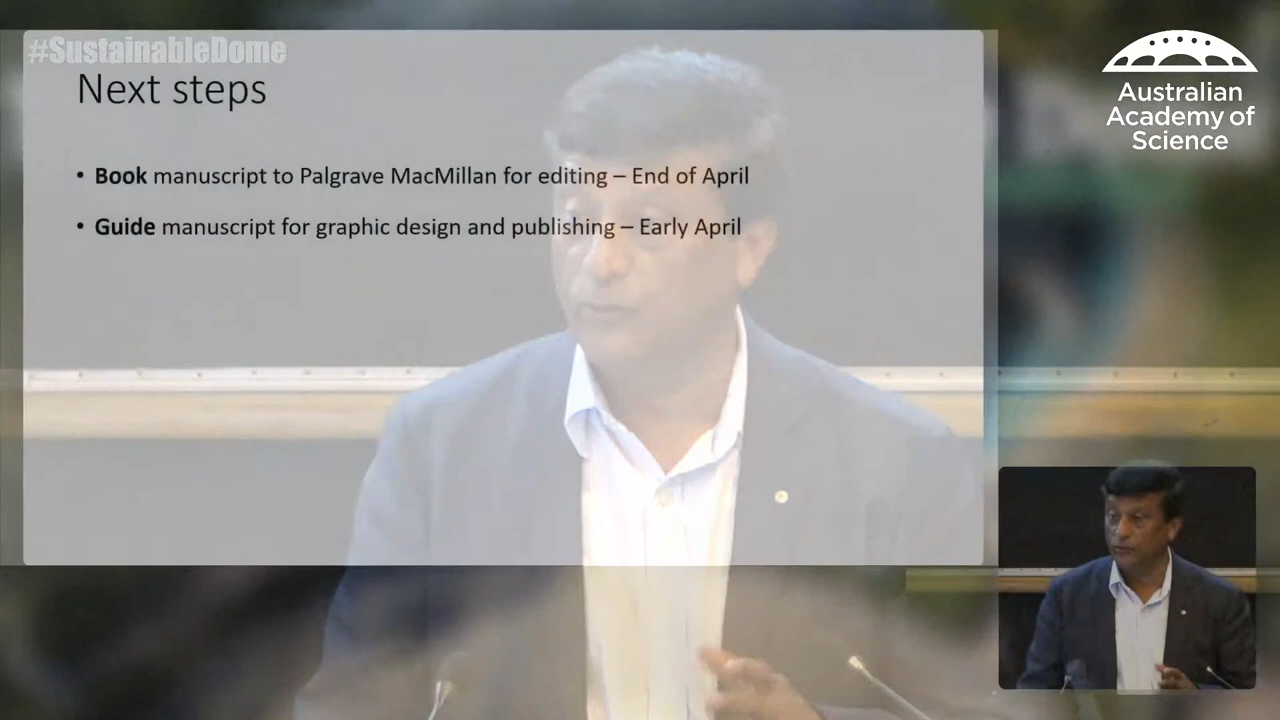 #SustainableDome
Next steps
• Book manuscript to Palgrave MacMillan for editing – End of April
• Guide manuscript for graphic design and publishing – Early April
Australian
Academy of
Science